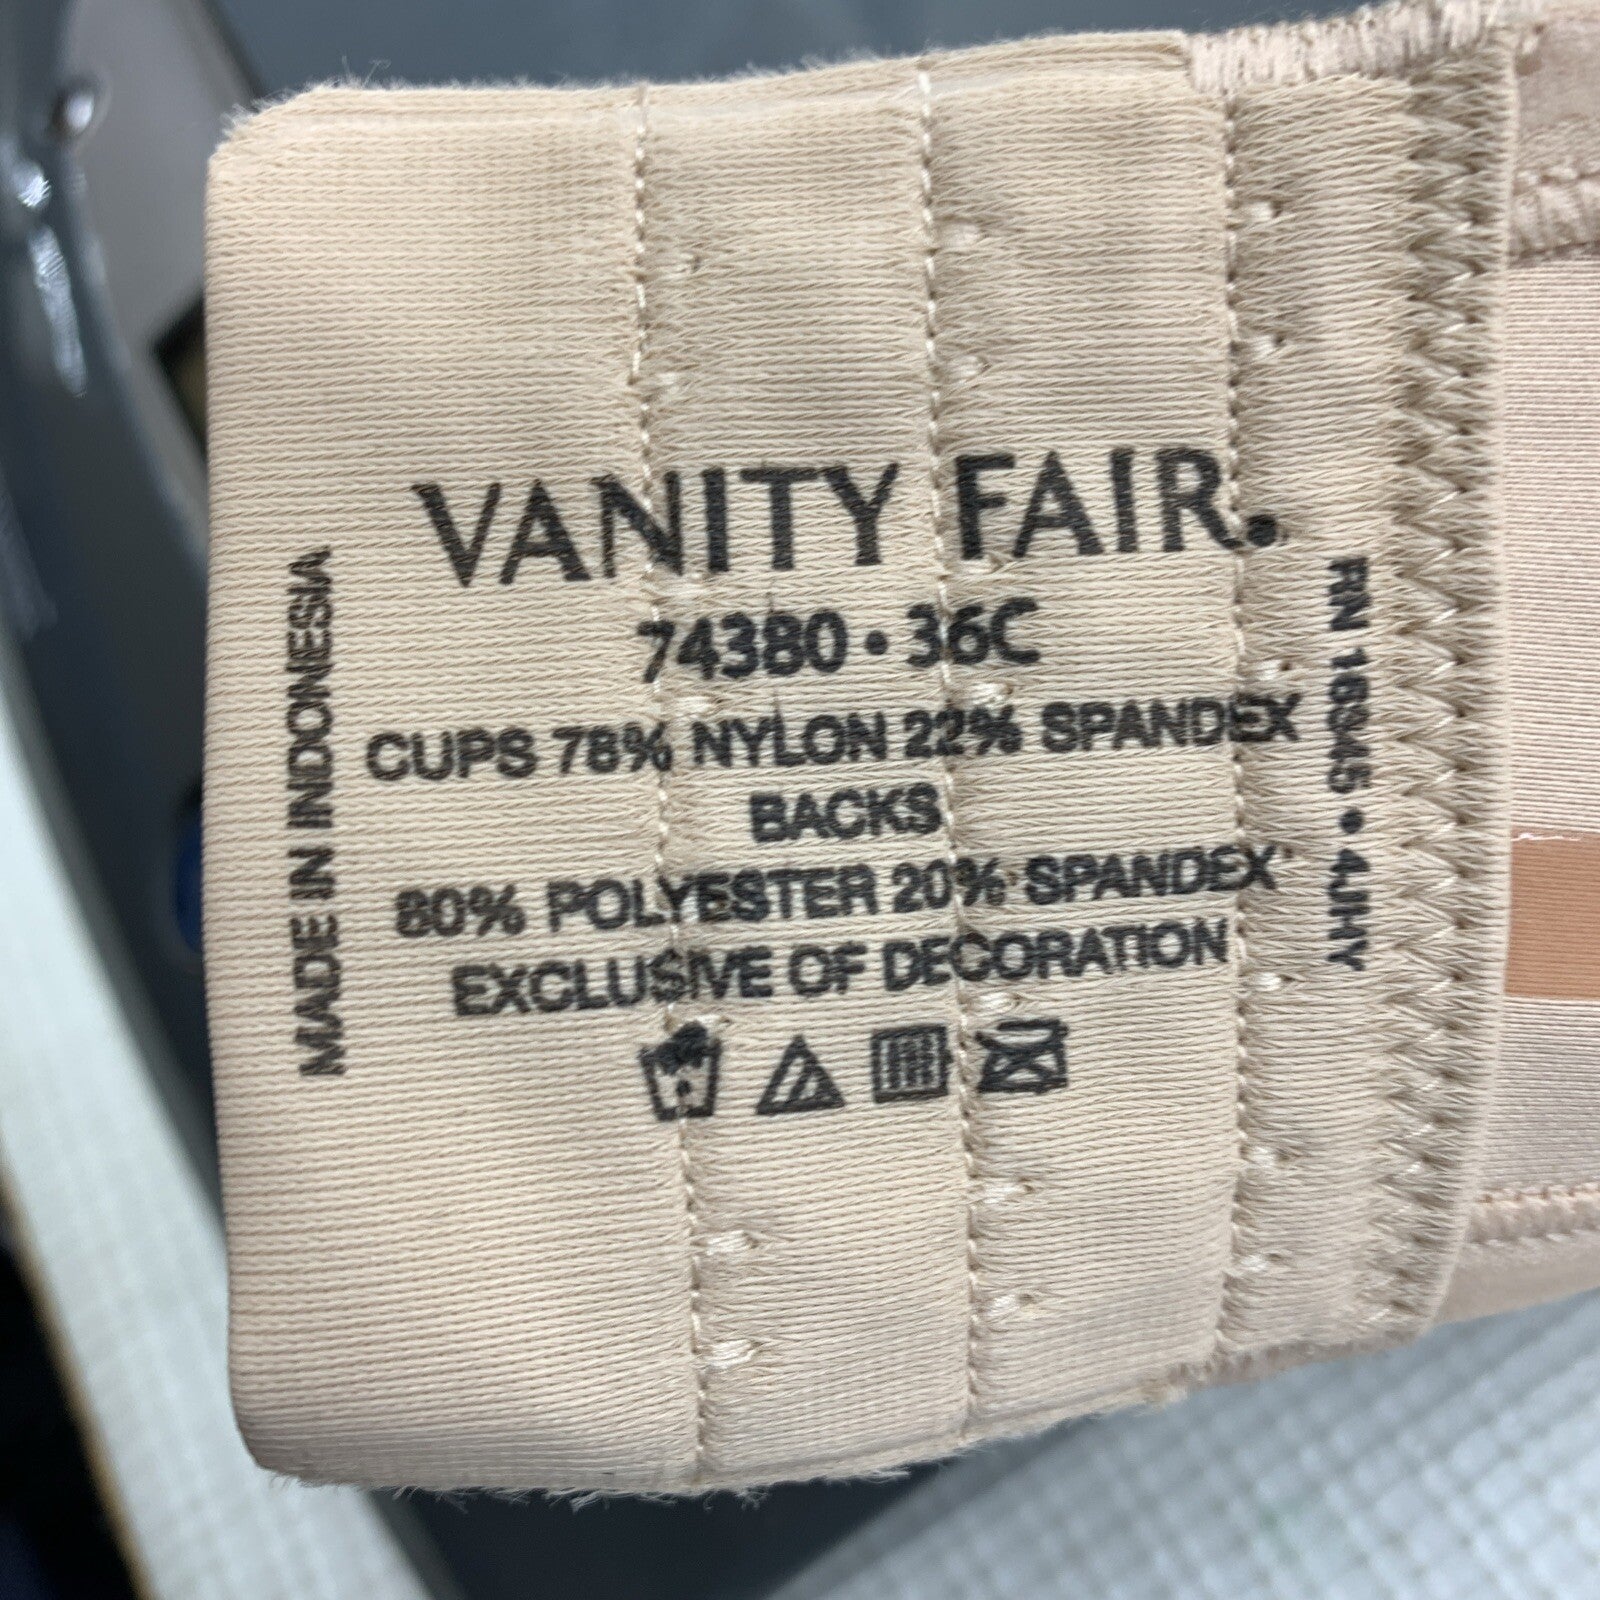 VANITY FAIR.
74380 • 36C
CUPS 78% NYLON 22% SPANDEX
BACKS
80% POLYESTER 20% SPANDEX
EXCLUSIVE OF DECORATION
MADE IN INDONESIA
RN 16945 • 4JHY